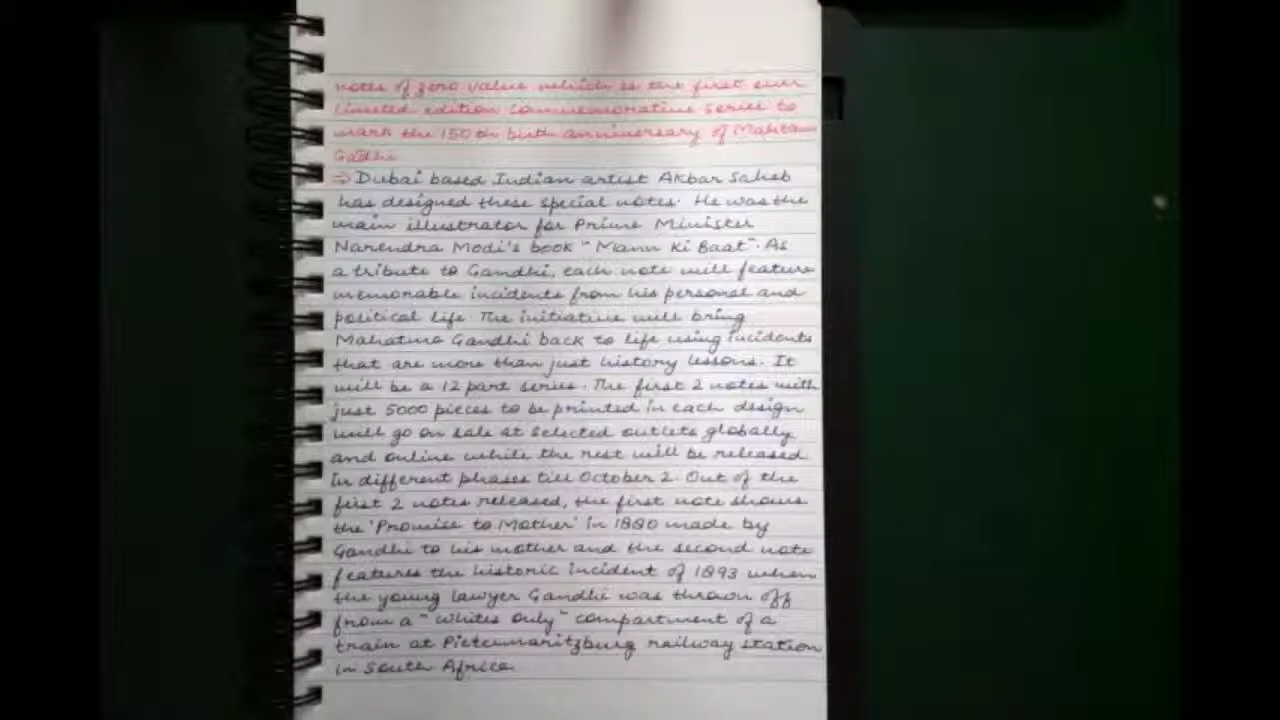 notes of zero value which is the first ever
limited edition commemorative series to
mark the 150th birth anniversary of Mahtama
Gadhi
⇒ Dubai based Indian artist Akbar Saheb
has designed these special notes. He was the
main illustrator for Prime Minister
Narendra Modi's book "Mann Ki Baat". As
a tribute to Gandhi, each note will feature
memorable incidents from his personal and
political life. The initiative will bring
Mahatma Gandhi back to life using incidents
that are more than just history lessons. It
will be a 12 part series. The first 2 notes with
just 5000 pieces to be printed in each design
will go on sale at selected outlets globally
and online while the rest will be released
in different phases till October 2. Out of the
first 2 notes released, the first note shows
the 'Promise to Mother' in 1880 made by
Gandhi to his mother and the second note
features the historic incident of 1893 when
the young lawyer Gandhi was thrown off
from a "whites only" compartment of a
train at Pietermaritzburg railway station
in South Africa.